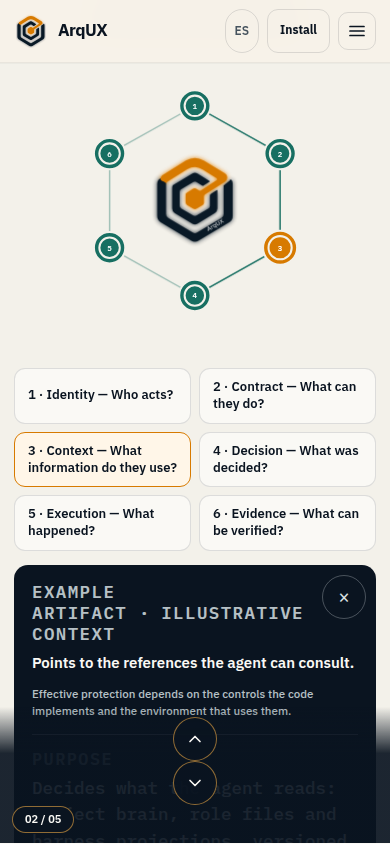 ArqUX
ES
Install
1
2
3
4
5
6
ArqUX
1 · Identity — Who acts?
2 · Contract — What can
they do?
3 · Context — What
information do they use?
4 · Decision — What was
decided?
5 · Execution — What
happened?
6 · Evidence — What can
be verified?
EXAMPLE
ARTIFACT · ILLUSTRATIVE
CONTEXT
Points to the references the agent can consult.
Effective protection depends on the controls the code
implements and the environment that uses them.
PURPOSE
Decides what agent reads:
brain, role files and
harness projections, versioned
02 / 05